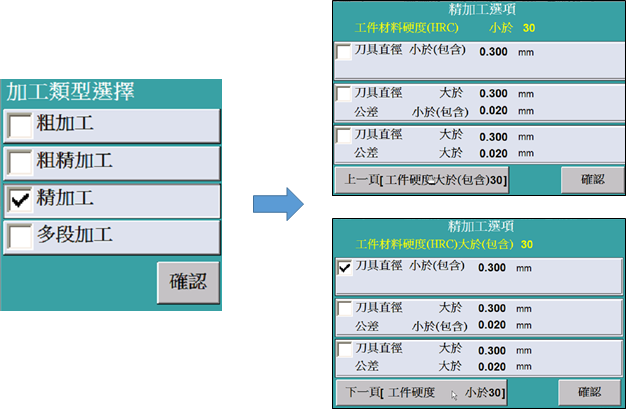 加工類型選擇
粗加工
粗精加工
精加工
多段加工
確認
精加工選項
工件材料硬度(HRC) 小於 30
刀具直徑 小於(包含) 0.300 mm
刀具直徑 大於 0.300 mm
公差 小於(包含) 0.020 mm
刀具直徑 大於 0.300 mm
公差 大於 0.020 mm
上一頁[ 工件硬度大於(包含)30] 確認
精加工選項
工件材料硬度(HRC)大於(包含) 30
刀具直徑 小於(包含) 0.300 mm
刀具直徑 大於 0.300 mm
公差 小於(包含) 0.020 mm
刀具直徑 大於 0.300 mm
公差 大於 0.020 mm
下一頁[ 工件硬度 小於30] 確認